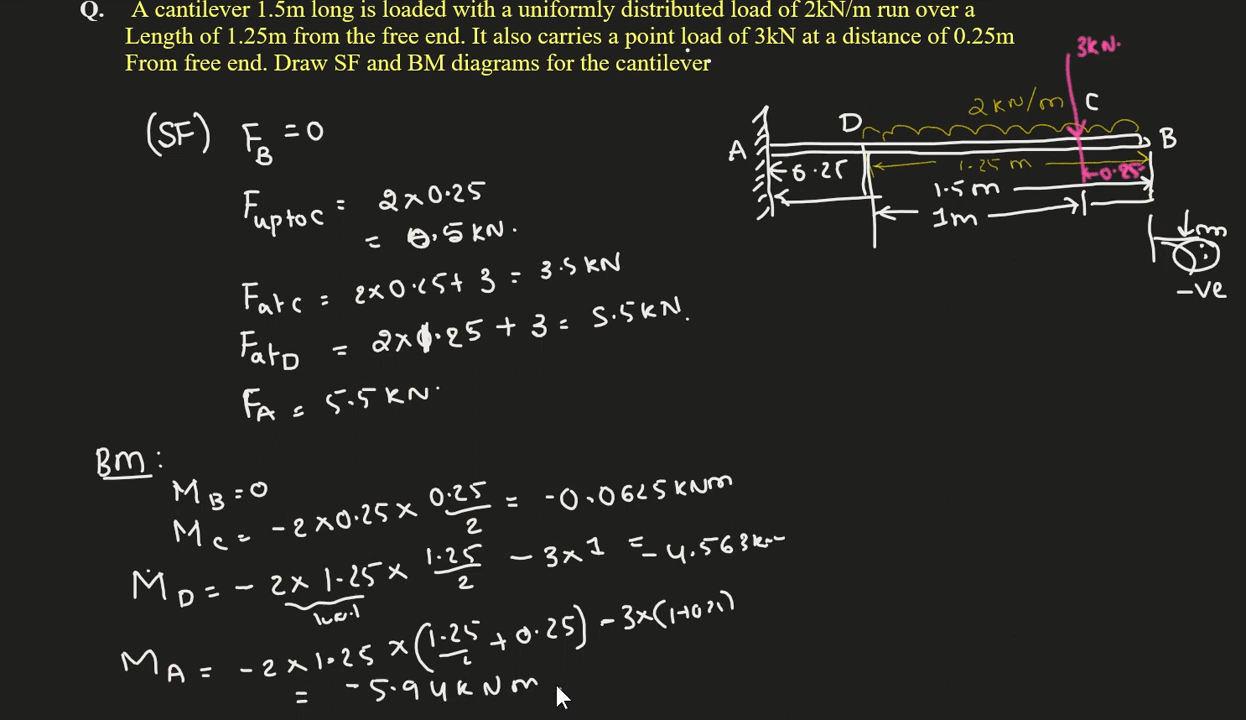 Q. A cantilever 1.5m long is loaded with a uniformly distributed load of 2kN/m run over a
Length of 1.25m from the free end. It also carries a point load of 3kN at a distance of 0.25m
From free end. Draw SF and BM diagrams for the cantilever
3kN.
2kN/m C
D
A B
0.25 1.25 m 0.25
1.5 m
1m
m
-ve
(SF) F_B = 0
F_upto C = 2×0.25
= 0.5 kN.
F_at C = 2×0.25+ 3 = 3.5 kN
F_at D = 2×1.25 + 3 = 5.5kN.
F_A = 5.5 kN.
Bm :
M_B = 0
M_C = -2×0.25× 0.25/2 = -0.0625 kNm
M_D = - 2× 1.25× 1.25/2 - 3×1 = -4.563
load
M_A = -2×1.25 ×(1.25/2 + 0.25) - 3×(1+0.25)
= -5.94 kNm